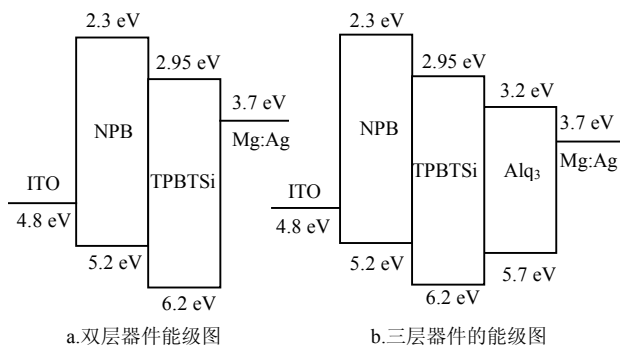 2.3 eV
2.95 eV
3.7 eV
NPB
Mg:Ag
TPBTSi
ITO
4.8 eV
5.2 eV
6.2 eV
a.双层器件能级图
2.3 eV
2.95 eV
3.2 eV
3.7 eV
NPB
Mg:Ag
TPBTSi
Alq₃
ITO
4.8 eV
5.2 eV
5.7 eV
6.2 eV
b.三层器件的能级图